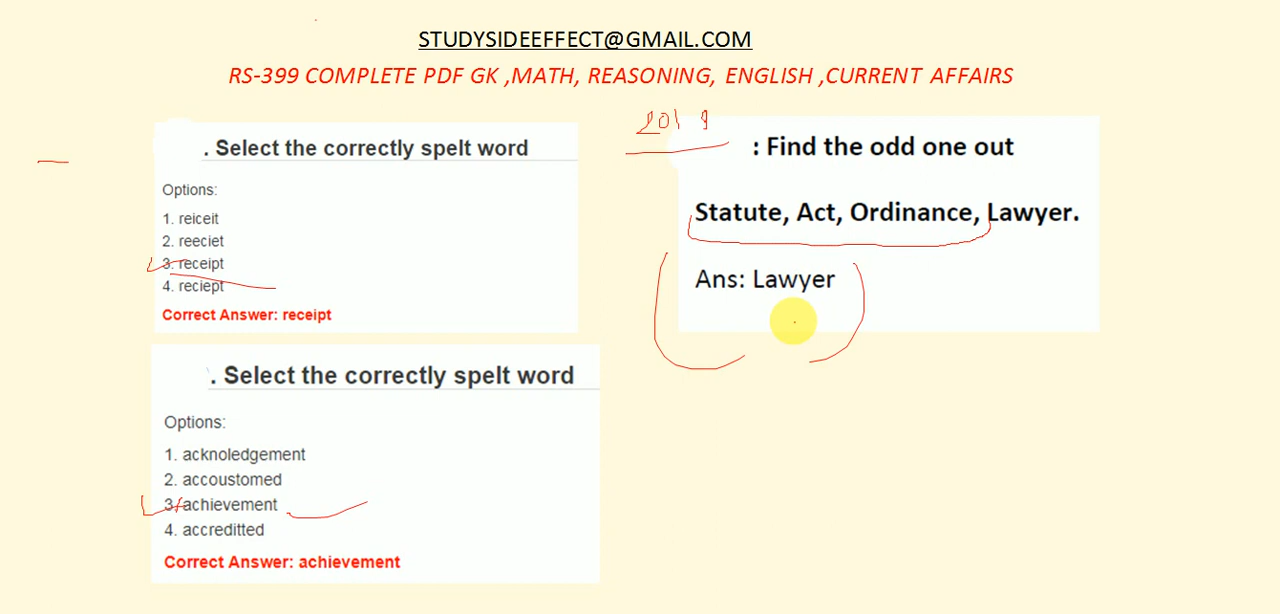 STUDYSIDEEFFECT@GMAIL.COM
RS-399 COMPLETE PDF GK ,MATH, REASONING, ENGLISH ,CURRENT AFFAIRS
. Select the correctly spelt word
Options:
1. reiceit
2. reeciet
3. receipt
4. reciept
Correct Answer: receipt
. Select the correctly spelt word
Options:
1. acknoledgement
2. accoustomed
3. achievement
4. accreditted
Correct Answer: achievement
2019
: Find the odd one out
Statute, Act, Ordinance, Lawyer.
Ans: Lawyer